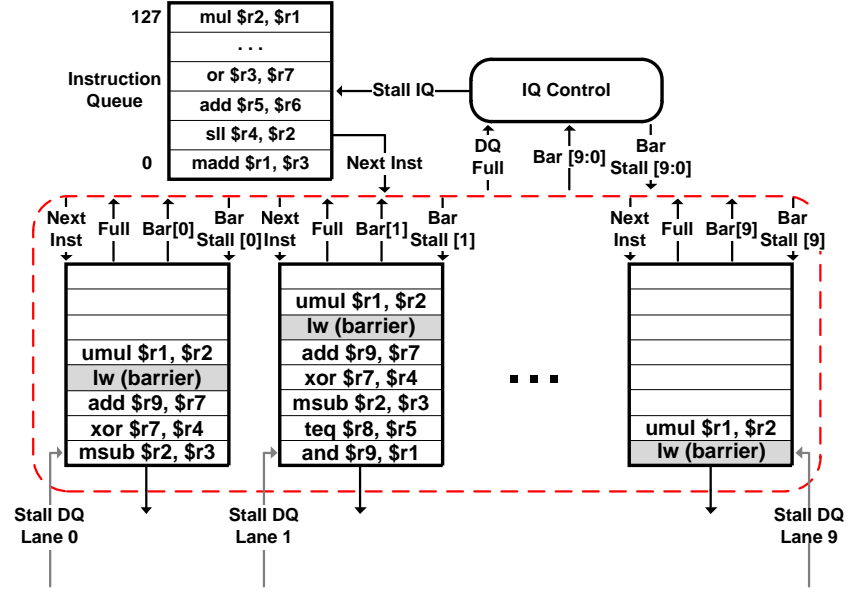 127
mul $r2, $r1
. . .
Instruction
Queue
or $r3, $r7
add $r5, $r6
sll $r4, $r2
0
madd $r1, $r3
Stall IQ
IQ Control
Next Inst
DQ
Full
Bar [9:0]
Bar
Stall [9:0]
Next
Inst
Full
Bar[0]
Bar
Stall [0]
Next
Inst
Full
Bar[1]
Bar
Stall [1]
Next
Inst
Full
Bar[9]
Bar
Stall [9]
umul $r1, $r2
lw (barrier)
add $r9, $r7
xor $r7, $r4
msub $r2, $r3
umul $r1, $r2
lw (barrier)
add $r9, $r7
xor $r7, $r4
msub $r2, $r3
teq $r8, $r5
and $r9, $r1
umul $r1, $r2
lw (barrier)
Stall DQ
Lane 0
Stall DQ
Lane 1
Stall DQ
Lane 9